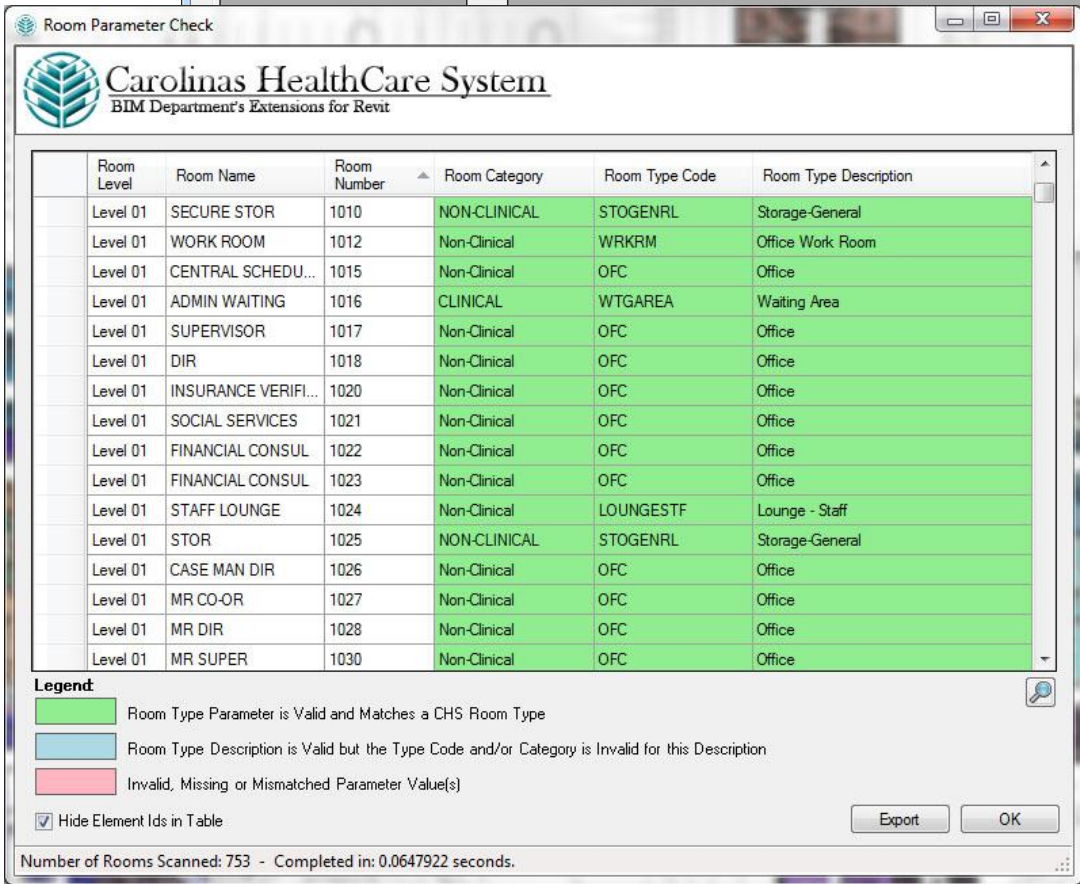 Room Parameter Check
Carolinas HealthCare System
BIM Department's Extensions for Revit
Room Level Room Name Room Number Room Category Room Type Code Room Type Description
Level 01 SECURE STOR 1010 NON-CLINICAL STOGENRL Storage-General
Level 01 WORK ROOM 1012 Non-Clinical WRKRM Office Work Room
Level 01 CENTRAL SCHEDU... 1015 Non-Clinical OFC Office
Level 01 ADMIN WAITING 1016 CLINICAL WTGAREA Waiting Area
Level 01 SUPERVISOR 1017 Non-Clinical OFC Office
Level 01 DIR 1018 Non-Clinical OFC Office
Level 01 INSURANCE VERIFI... 1020 Non-Clinical OFC Office
Level 01 SOCIAL SERVICES 1021 Non-Clinical OFC Office
Level 01 FINANCIAL CONSUL 1022 Non-Clinical OFC Office
Level 01 FINANCIAL CONSUL 1023 Non-Clinical OFC Office
Level 01 STAFF LOUNGE 1024 Non-Clinical LOUNGESTF Lounge - Staff
Level 01 STOR 1025 NON-CLINICAL STOGENRL Storage-General
Level 01 CASE MAN DIR 1026 Non-Clinical OFC Office
Level 01 MR CO-OR 1027 Non-Clinical OFC Office
Level 01 MR DIR 1028 Non-Clinical OFC Office
Level 01 MR SUPER 1030 Non-Clinical OFC Office
Legend:
Room Type Parameter is Valid and Matches a CHS Room Type
Room Type Description is Valid but the Type Code and/or Category is Invalid for this Description
Invalid, Missing or Mismatched Parameter Value(s)
Hide Element Ids in Table Export OK
Number of Rooms Scanned: 753 - Completed in: 0.0647922 seconds.